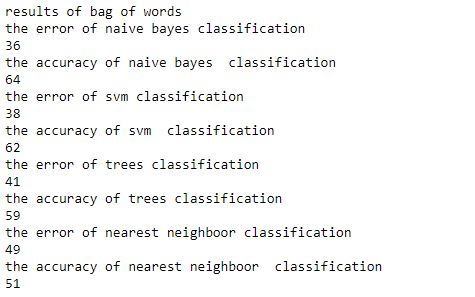 results of bag of words
the error of naive bayes classification
36
the accuracy of naive bayes  classification
64
the error of svm classification
38
the accuracy of svm  classification
62
the error of trees classification
41
the accuracy of trees classification
59
the error of nearest neighboor classification
49
the accuracy of nearest neighboor  classification
51